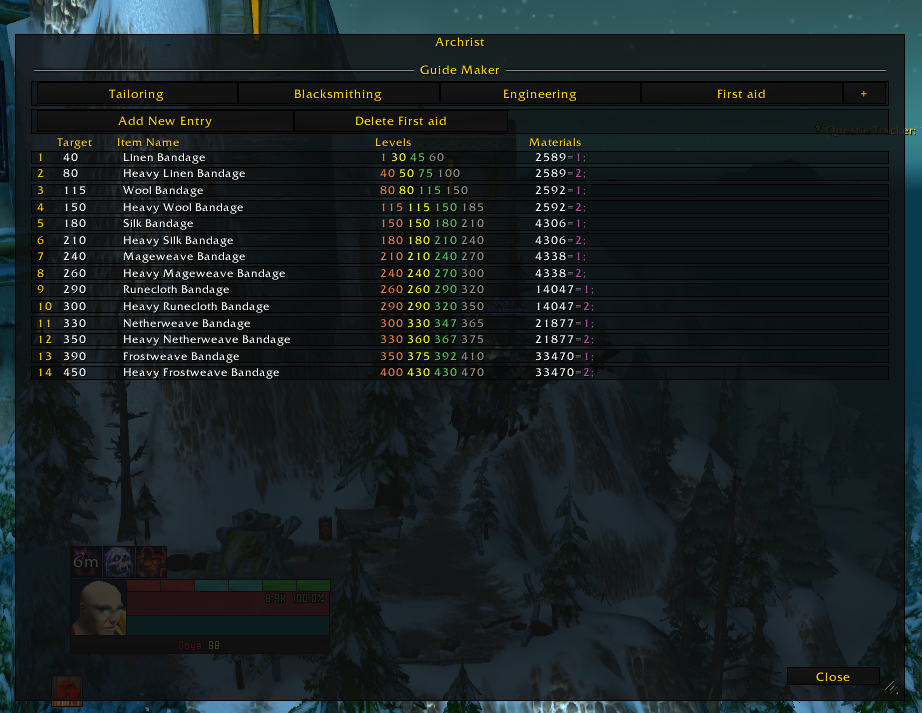 Archrist
Guide Maker
Tailoring Blacksmithing Engineering First aid +
Add New Entry Delete First aid
Target Item Name Levels Materials
1 40 Linen Bandage 1 30 45 60 2589=1;
2 80 Heavy Linen Bandage 40 50 75 100 2589=2;
3 115 Wool Bandage 80 80 115 150 2592=1;
4 150 Heavy Wool Bandage 115 115 150 185 2592=2;
5 180 Silk Bandage 150 150 180 210 4306=1;
6 210 Heavy Silk Bandage 180 180 210 240 4306=2;
7 240 Mageweave Bandage 210 210 240 270 4338=1;
8 260 Heavy Mageweave Bandage 240 240 270 300 4338=2;
9 290 Runecloth Bandage 260 260 290 320 14047=1;
10 300 Heavy Runecloth Bandage 290 290 320 350 14047=2;
11 330 Netherweave Bandage 300 330 347 365 21877=1;
12 350 Heavy Netherweave Bandage 330 360 367 375 21877=2;
13 390 Frostweave Bandage 350 375 392 410 33470=1;
14 450 Heavy Frostweave Bandage 400 430 430 470 33470=2;
6m
100.0%
Close